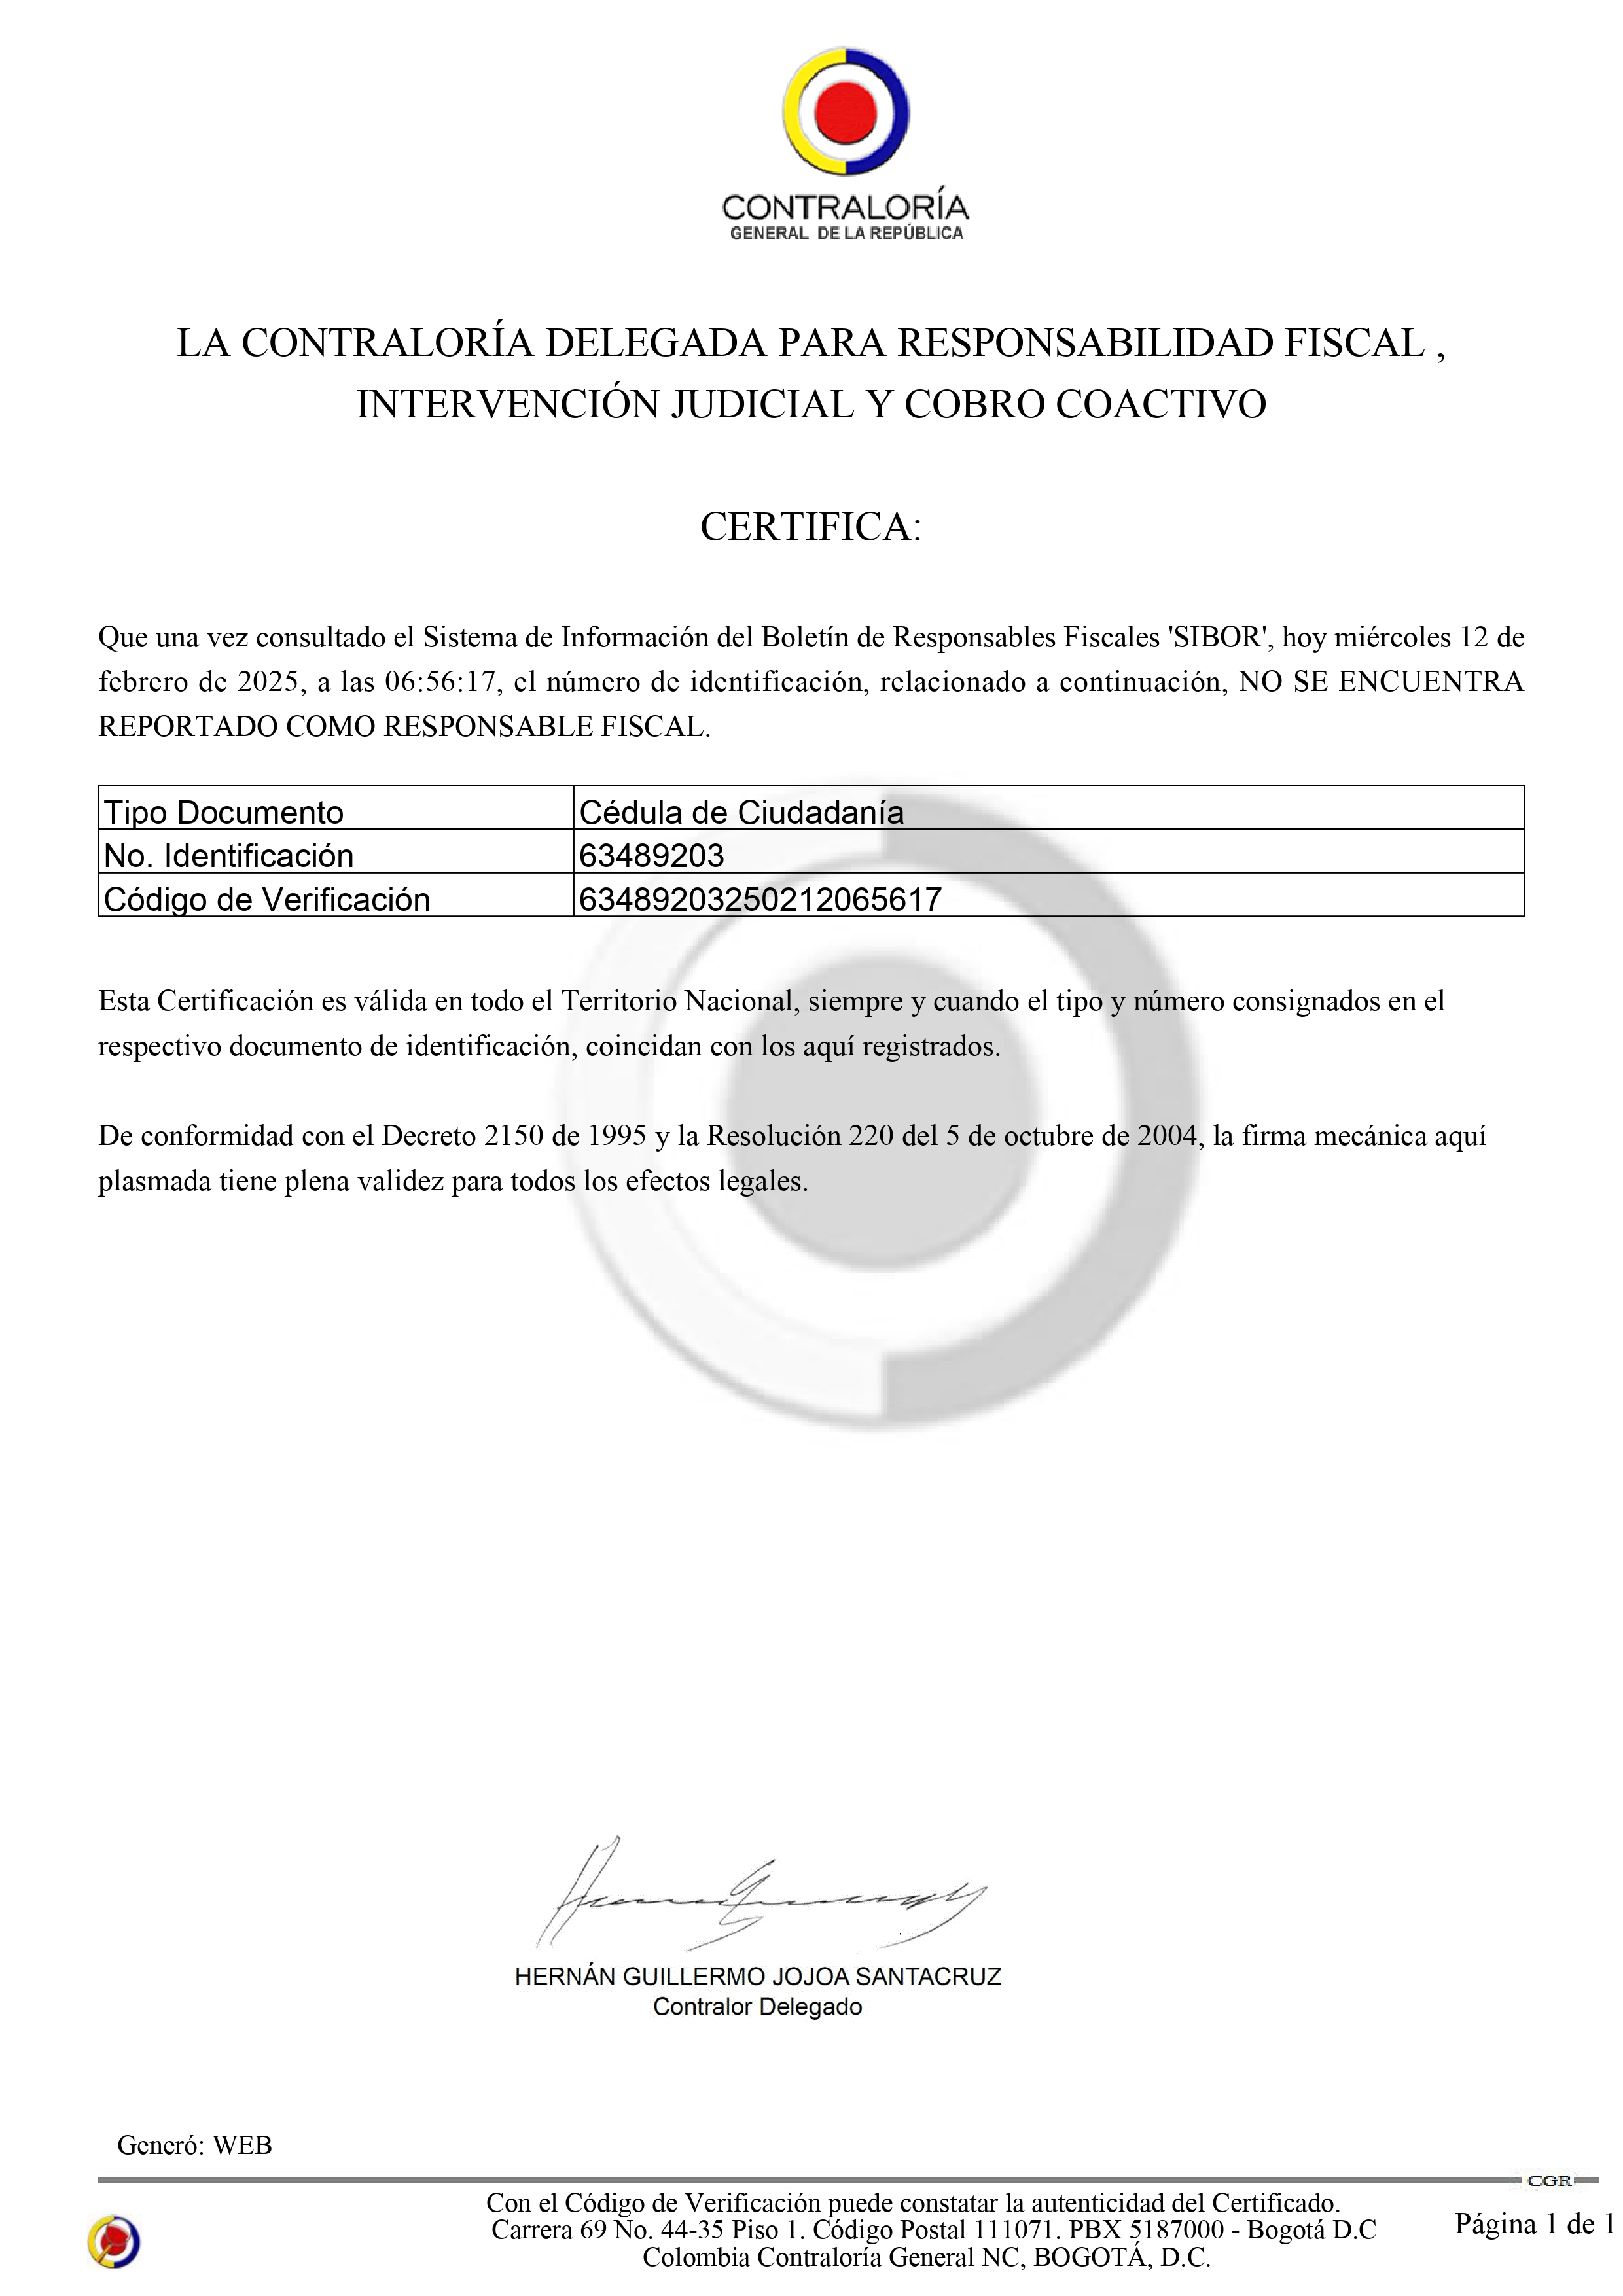 CONTRALORÍA
GENERAL DE LA REPÚBLICA
LA CONTRALORÍA DELEGADA PARA RESPONSABILIDAD FISCAL ,
INTERVENCIÓN JUDICIAL Y COBRO COACTIVO
CERTIFICA:
Que una vez consultado el Sistema de Información del Boletín de Responsables Fiscales 'SIBOR', hoy miércoles 12 de
febrero de 2025, a las 06:56:17, el número de identificación, relacionado a continuación, NO SE ENCUENTRA
REPORTADO COMO RESPONSABLE FISCAL.
Tipo Documento Cédula de Ciudadanía
No. Identificación 63489203
Código de Verificación 63489203250212065617
Esta Certificación es válida en todo el Territorio Nacional, siempre y cuando el tipo y número consignados en el
respectivo documento de identificación, coincidan con los aquí registrados.
De conformidad con el Decreto 2150 de 1995 y la Resolución 220 del 5 de octubre de 2004, la firma mecánica aquí
plasmada tiene plena validez para todos los efectos legales.
HERNÁN GUILLERMO JOJOA SANTACRUZ
Contralor Delegado
Generó: WEB
CGR
Con el Código de Verificación puede constatar la autenticidad del Certificado.
Carrera 69 No. 44-35 Piso 1. Código Postal 111071. PBX 5187000 - Bogotá D.C
Colombia Contraloría General NC, BOGOTÁ, D.C.
Página 1 de 1